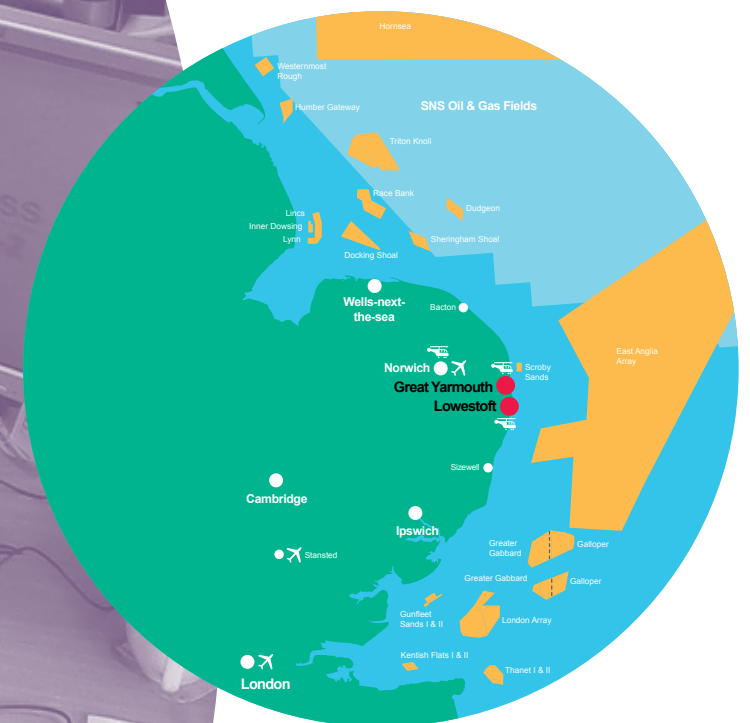 Hornsea
Westernmost
Rough
SNS Oil & Gas Fields
Humber Gateway
Triton Knoll
Race Bank
Dudgeon
Lincs
Inner Dowsing
Lynn
Sheringham Shoal
Docking Shoal
Wells-next-
the-sea
Bacton
East Anglia
Array
Norwich
Scroby
Sands
Great Yarmouth
Lowestoft
Sizewell
Cambridge
Ipswich
Greater
Gabbard
Galloper
Stansted
Greater Gabbard
Galloper
Gunfleet
Sands I & II
London Array
Kentish Flats I & II
Thanet I & II
London